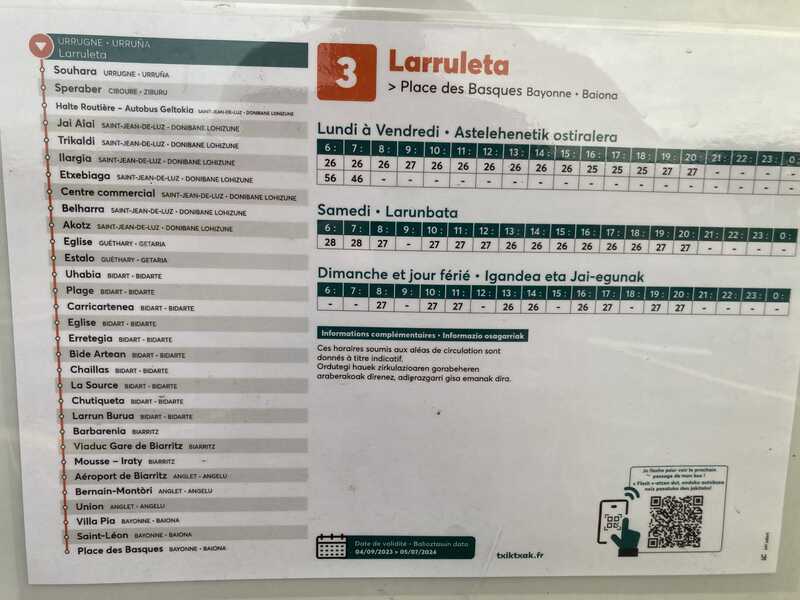 URRUGNE • URRUÑA
Larruleta
Souhara URRUGNE • URRUÑA
Speraber CIBOURE • ZIBURU
Halte Routière – Autobus Geltokia SAINT-JEAN-DE-LUZ • DONIBANE LOHIZUNE
Jai Alai SAINT-JEAN-DE-LUZ • DONIBANE LOHIZUNE
Trikaldi SAINT-JEAN-DE-LUZ • DONIBANE LOHIZUNE
Ilargia SAINT-JEAN-DE-LUZ • DONIBANE LOHIZUNE
Etxebiaga SAINT-JEAN-DE-LUZ • DONIBANE LOHIZUNE
Centre commercial SAINT-JEAN-DE-LUZ • DONIBANE LOHIZUNE
Belharra SAINT-JEAN-DE-LUZ • DONIBANE LOHIZUNE
Akotz SAINT-JEAN-DE-LUZ • DONIBANE LOHIZUNE
Eglise GUÉTHARY • GETARIA
Estalo GUÉTHARY • GETARIA
Uhabia BIDART • BIDARTE
Plage BIDART • BIDARTE
Carricartenea BIDART • BIDARTE
Eglise BIDART • BIDARTE
Erretegia BIDART • BIDARTE
Bide Artean BIDART • BIDARTE
Chaillas BIDART • BIDARTE
La Source BIDART • BIDARTE
Chutiqueta BIDART • BIDARTE
Larrun Burua BIDART • BIDARTE
Barbarenia BIARRITZ
Viaduc Gare de Biarritz BIARRITZ
Mousse – Iraty BIARRITZ
Aéroport de Biarritz ANGLET • ANGELU
Bernain-Montòri ANGLET • ANGELU
Union ANGLET • ANGELU
Villa Pia BAYONNE • BAIONA
Saint-Léon BAYONNE • BAIONA
Place des Basques BAYONNE • BAIONA
3 Larruleta
> Place des Basques Bayonne • Baiona
Lundi à Vendredi • Astelehenetik ostiralera
6 : 7 : 8 : 9 : 10 : 11 : 12 : 13 : 14 : 15 : 16 : 17 : 18 : 19 : 20 : 21 : 22 : 23 : 0 :
26 26 26 27 26 26 26 26 26 26 25 25 25 27 27 - - - -
56 46 - - - - - - - - - - - - - - - - -
Samedi • Larunbata
6 : 7 : 8 : 9 : 10 : 11 : 12 : 13 : 14 : 15 : 16 : 17 : 18 : 19 : 20 : 21 : 22 : 23 : 0 :
28 28 27 - 27 27 27 26 26 26 26 26 26 27 27 - - - -
Dimanche et jour férié • Igandea eta Jai-egunak
6 : 7 : 8 : 9 : 10 : 11 : 12 : 13 : 14 : 15 : 16 : 17 : 18 : 19 : 20 : 21 : 22 : 23 : 0 :
- - 27 - 27 27 - 26 26 - 26 27 - 27 27 - - - -
Informations complémentaires • Informazio osagarriak
Ces horaires soumis aux aléas de circulation sont
donnés à titre indicatif.
Ordutegi hauek zirkulazioaren gorabeheren
araberakoak direnez, adierazgarri gisa emanak dira.
Date de validité • Baliozkotasun data
04/09/2023 > 05/07/2024
txiktxak.fr
Je flashe pour voir le prochain
passage de mon bus !